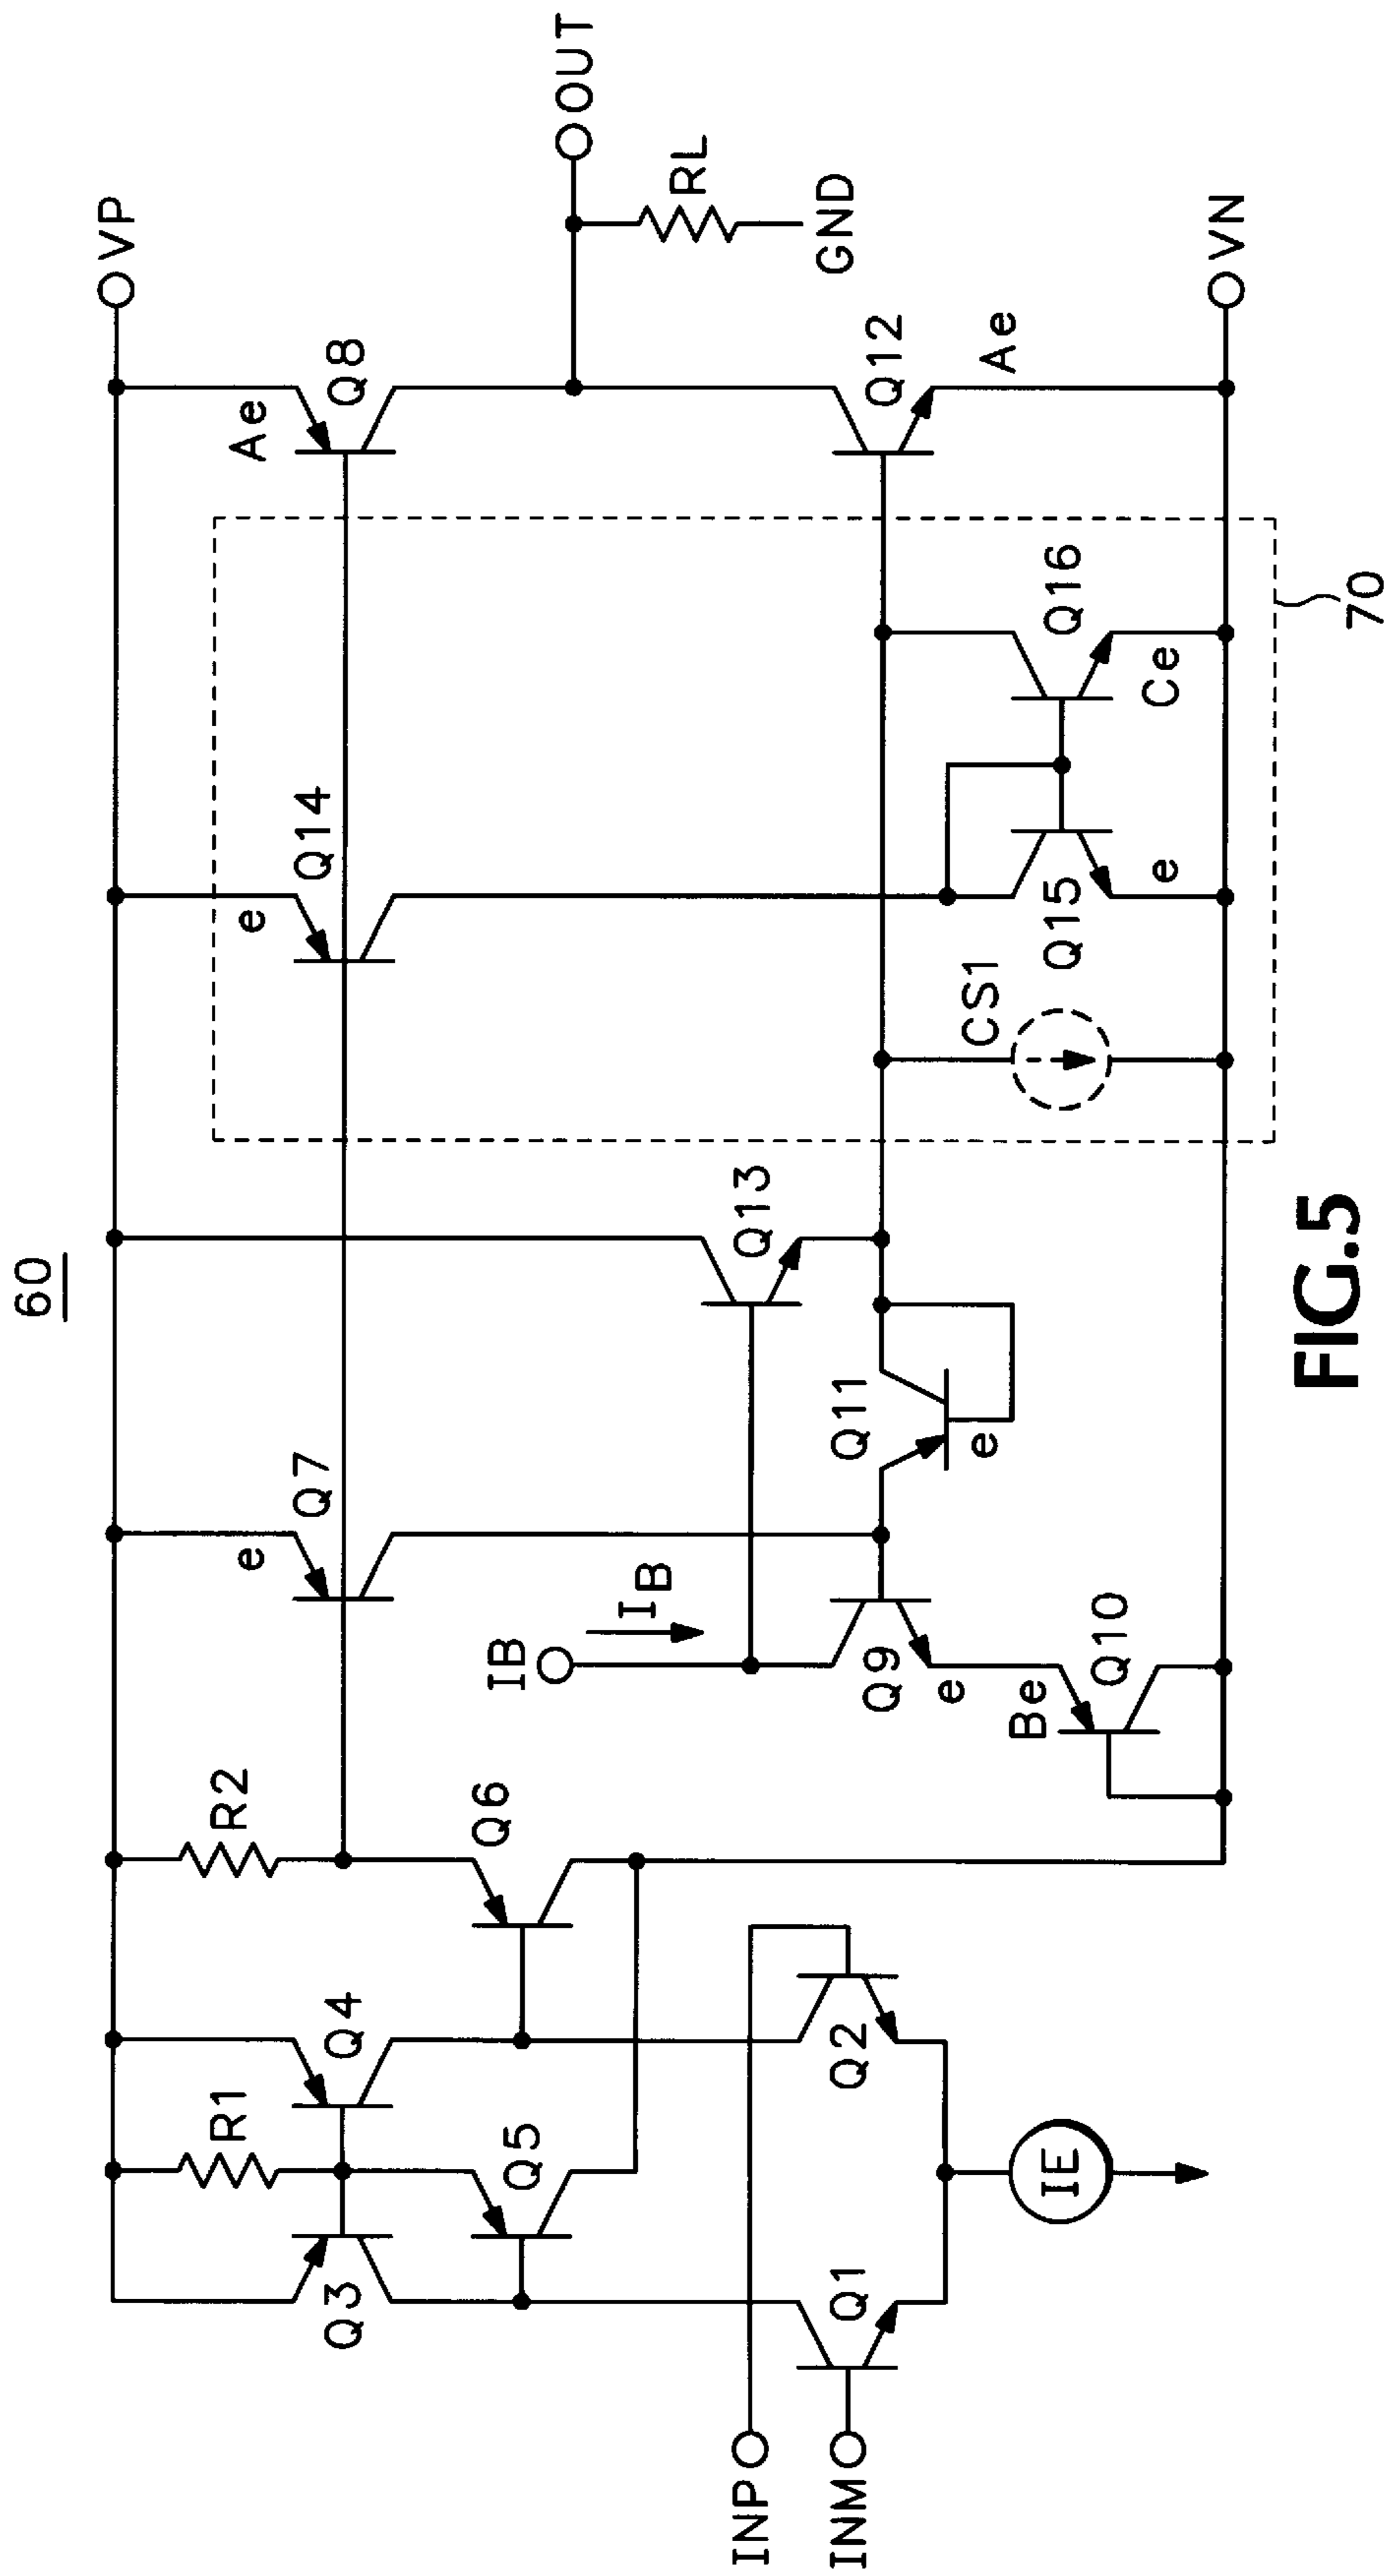 60
VP
R1
R2
Q3
Q4
Q5
Q6
Q7
e
Q14
e
Q8
Ae
OUT
RL
GND
IB
IB
Q13
Q11
e
Q9
e
Be
Q10
CS1
Q15
e
Q16
Ce
Q12
Ae
INP
INM
Q1
Q2
IE
VN
70
FIG.5